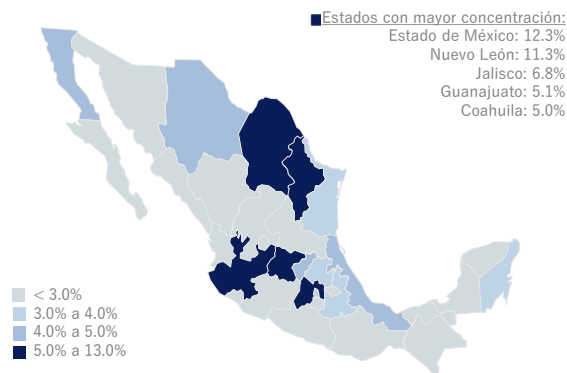 Estados con mayor concentración:
Estado de México: 12.3%
Nuevo León: 11.3%
Jalisco: 6.8%
Guanajuato: 5.1%
Coahuila: 5.0%
< 3.0%
3.0% a 4.0%
4.0% a 5.0%
5.0% a 13.0%